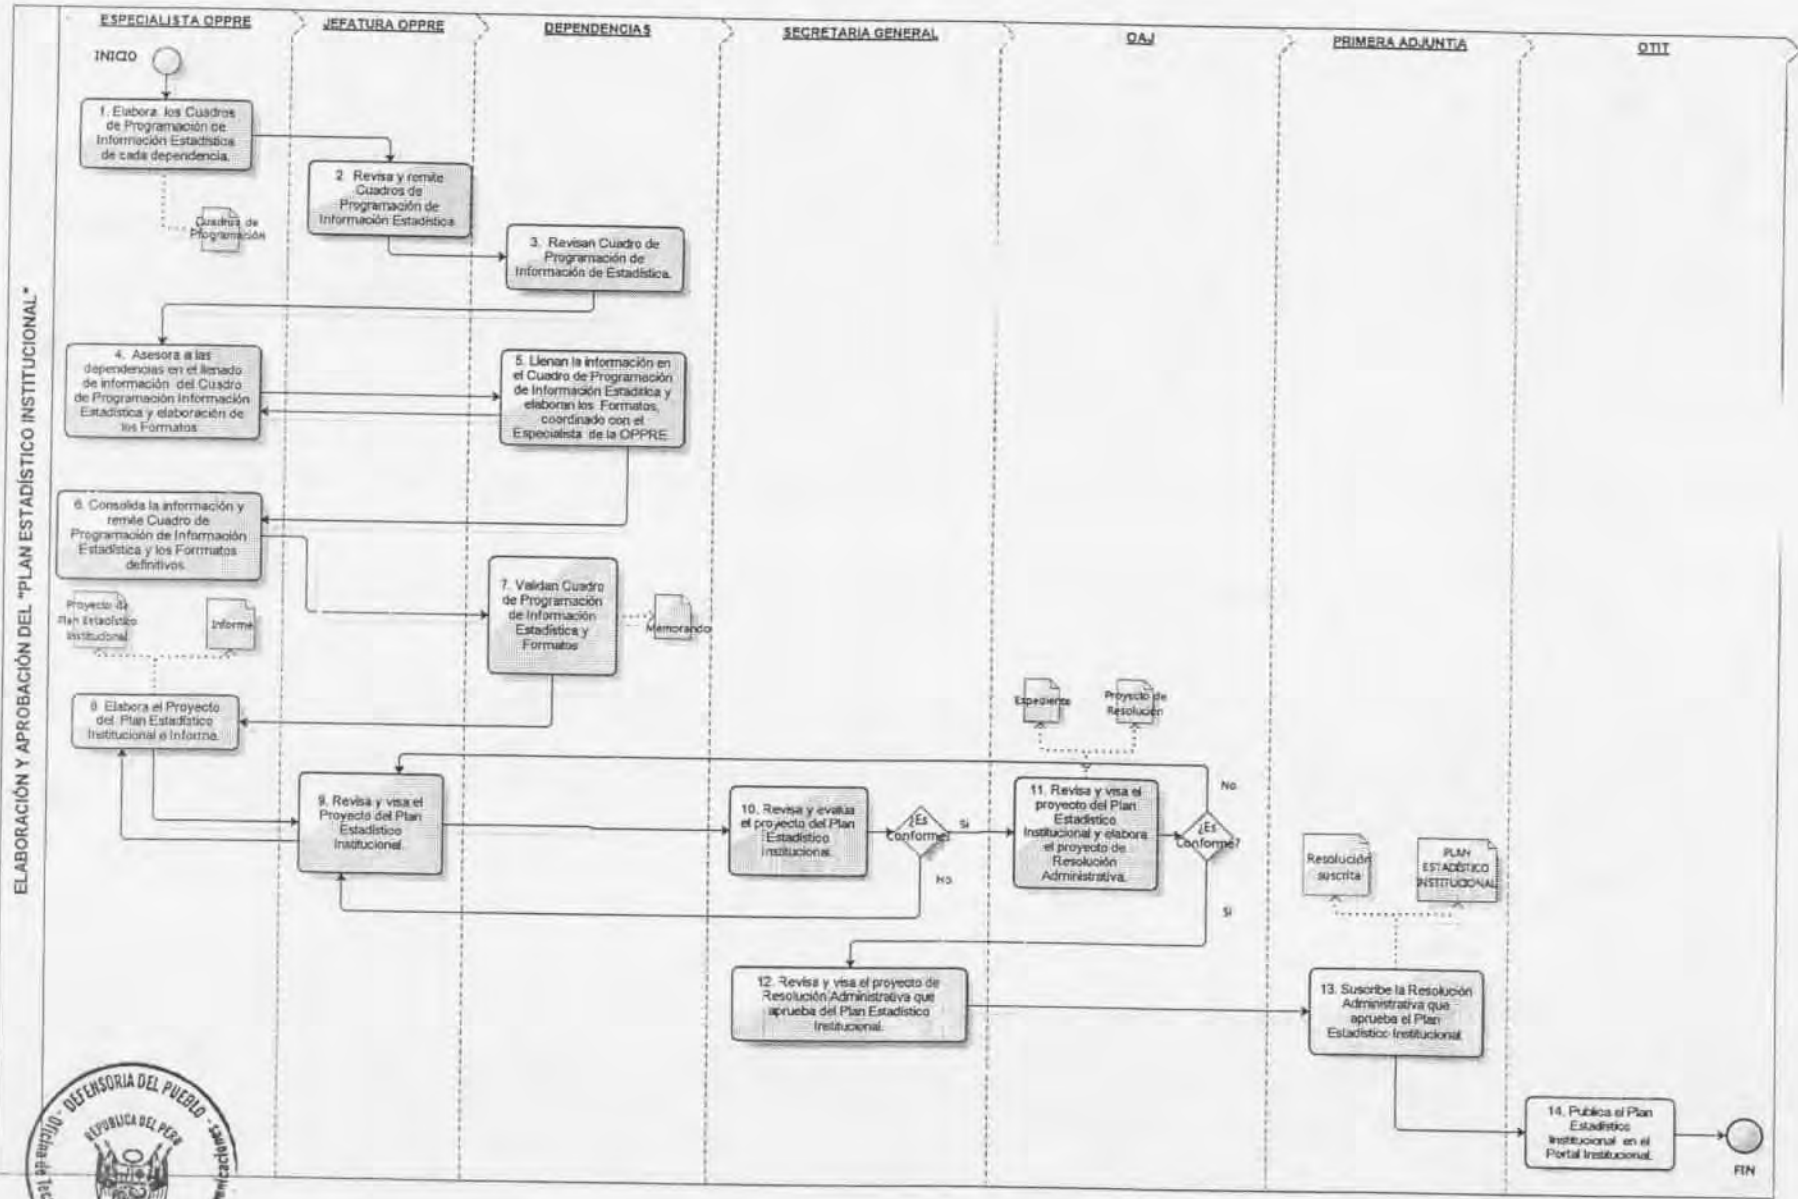 ELABORACIÓN Y APROBACIÓN DEL "PLAN ESTADÍSTICO INSTITUCIONAL"
ESPECIALISTA OPPRE
JEFATURA OPPRE
DEPENDENCIAS
SECRETARIA GENERAL
OAJ
PRIMERA ADJUNTIA
OTIT
INICIO
1. Elabora los Cuadros
de Programación de
Información Estadística
de cada dependencia.
Cuadros de
Programación
2. Revisa y remite
Cuadros de
Programación de
Información Estadística
3. Revisan Cuadro de
Programación de
Información de Estadística.
4. Asesora a las
dependencias en el llenado
de información del Cuadro
de Programación Información
Estadística y elaboración de
los Formatos
5. Llenan la información en
el Cuadro de Programación
de Información Estadística y
elaboran los Formatos,
coordinado con el
Especialista de la OPPRE
6. Consolida la información y
remite Cuadro de
Programación de Información
Estadística y los Formatos
definitivos.
7. Validan Cuadro
de Programación
de Información
Estadística y
Formatos
Memorando
Proyecto de
Plan Estadístico
Institucional
Informe
8. Elabora el Proyecto
del Plan Estadístico
Institucional e Informe.
9. Revisa y visa el
Proyecto del Plan
Estadístico
Institucional.
10. Revisa y evalúa
el proyecto del Plan
Estadístico
Institucional.
¿Es
Conforme?
Si
No
Expediente
Proyecto de
Resolución
11. Revisa y visa el
proyecto del Plan
Estadístico
Institucional y elabora
el proyecto de
Resolución
Administrativa.
¿Es
Conforme?
No
Si
12. Revisa y visa el proyecto de
Resolución Administrativa que
aprueba del Plan Estadístico
Institucional.
Resolución
suscrita
PLAN
ESTADÍSTICO
INSTITUCIONAL
13. Suscribe la Resolución
Administrativa que
aprueba el Plan
Estadístico Institucional
14. Publica el Plan
Estadístico
Institucional en el
Portal Institucional.
FIN
DEFENSORIA DEL PUEBLO
REPUBLICA DEL PERU
Oficina de